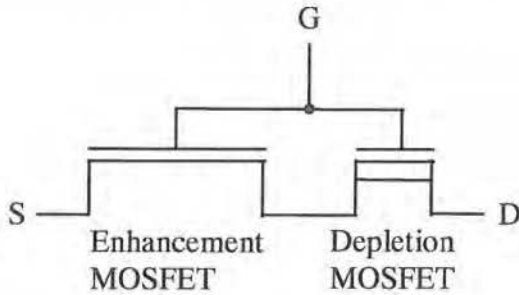 G
S
D
Enhancement
MOSFET
Depletion
MOSFET